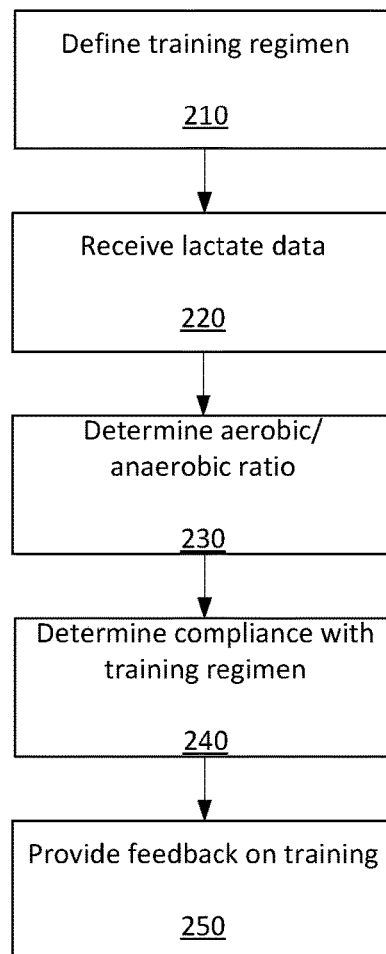 Define training regimen
210
Receive lactate data
220
Determine aerobic/
anaerobic ratio
230
Determine compliance with
training regimen
240
Provide feedback on training
250